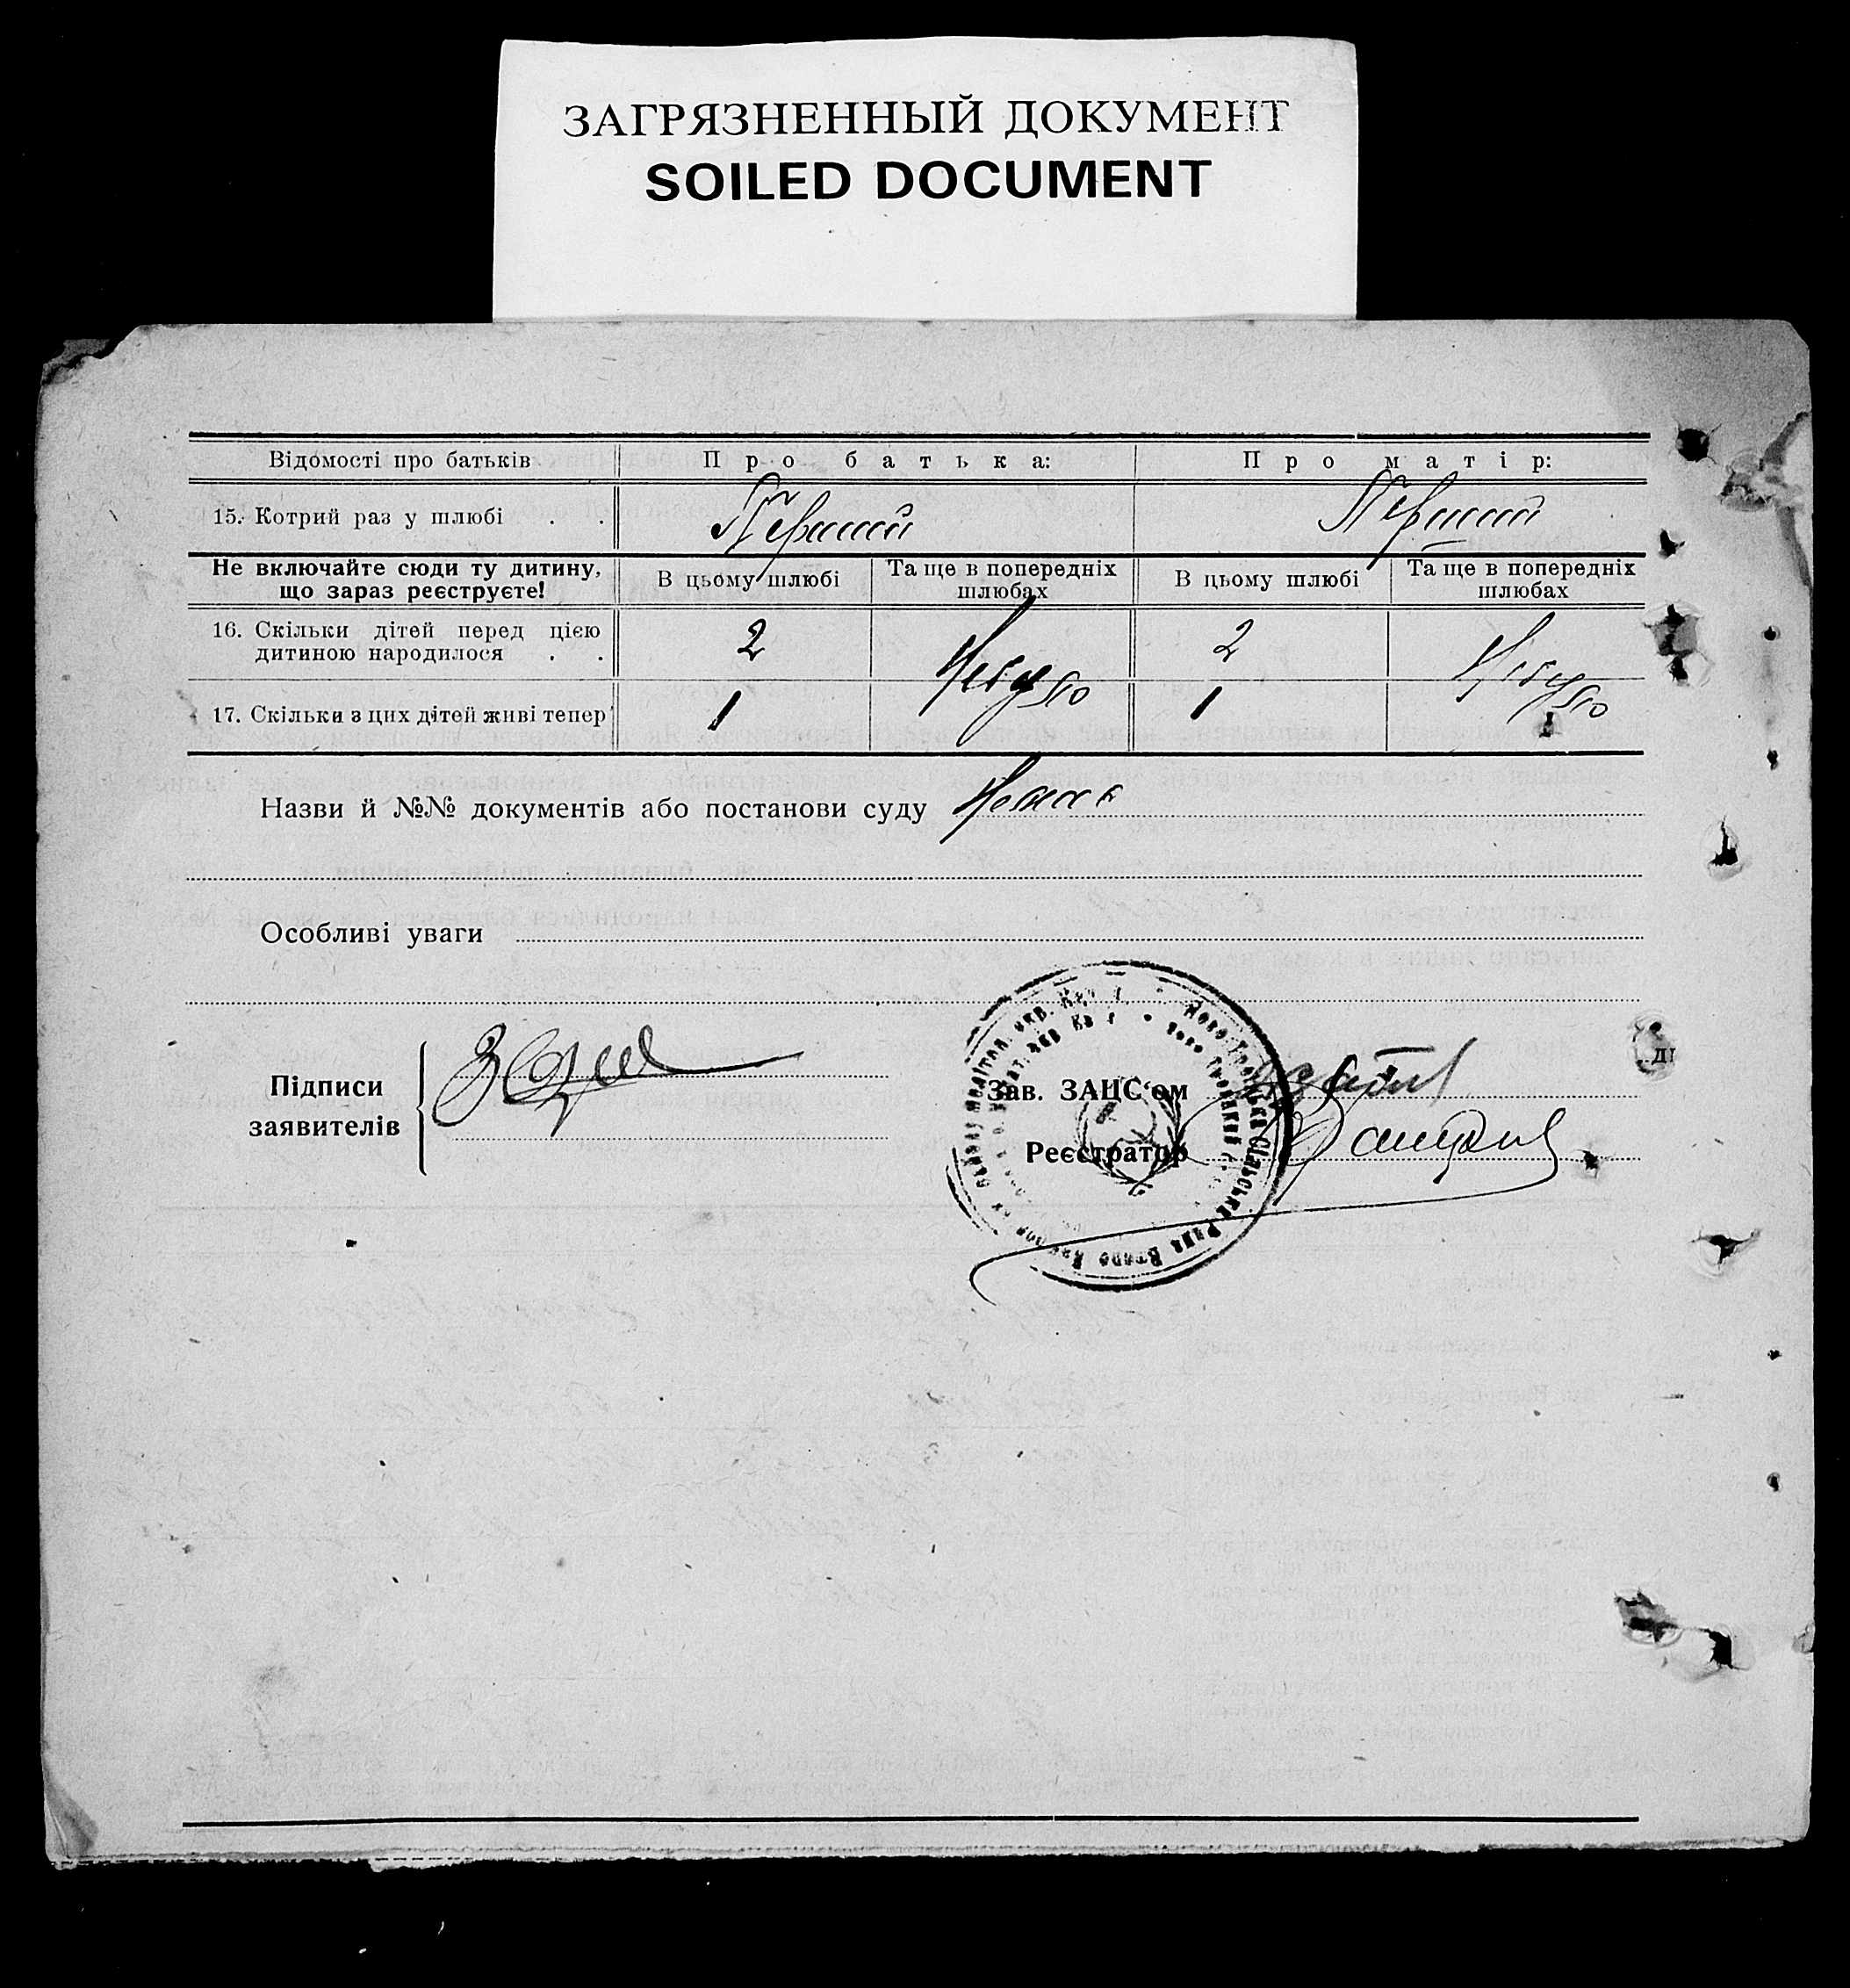 ЗАГРЯЗНЕННЫЙ ДОКУМЕНТ
SOILED DOCUMENT
Відомості про батьків Про батька: Про матір:
15. Котрий раз у шлюбі . . Перший Перший
Не включайте сюди ту дитину, що зараз реєструєте! В цьому шлюбі Та ще в попередніх шлюбах В цьому шлюбі Та ще в попередніх шлюбах
16. Скільки дітей перед цією
дитиною народилося . . 2 Небуло 2 Небуло
17. Скільки з цих дітей живі тепер 1 1
Назви й №№ документів або постанови суду Немає
Особливі уваги
Підписи
заявителів
Зав. ЗАЦС'ом
Реєстратор